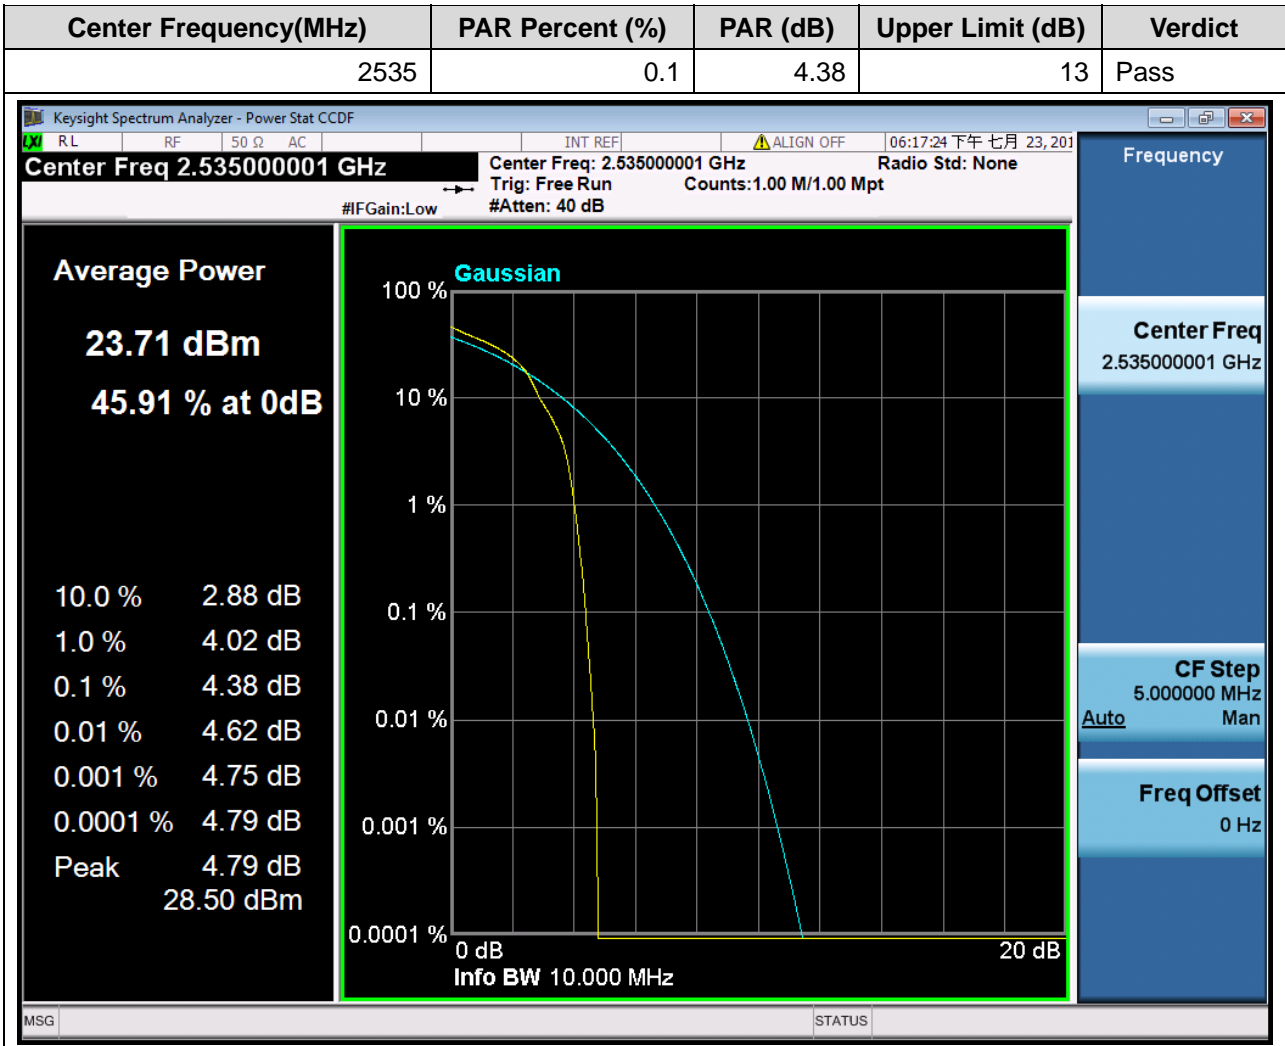 Center Frequency(MHz) PAR Percent (%) PAR (dB) Upper Limit (dB) Verdict
2535 0.1 4.38 13 Pass
Keysight Spectrum Analyzer - Power Stat CCDF
LXI RL RF 50 Ω AC INT REF ALIGN OFF 06:17:24 下午 七月 23, 201
Center Freq 2.535000001 GHz
Center Freq: 2.535000001 GHz Radio Std: None
Trig: Free Run Counts:1.00 M/1.00 Mpt
#IFGain:Low #Atten: 40 dB
Average Power
23.71 dBm
45.91 % at 0dB
10.0 % 2.88 dB
1.0 % 4.02 dB
0.1 % 4.38 dB
0.01 % 4.62 dB
0.001 % 4.75 dB
0.0001 % 4.79 dB
Peak 4.79 dB
28.50 dBm
Gaussian
100 %
10 %
1 %
0.1 %
0.01 %
0.001 %
0.0001 %
0 dB 20 dB
Info BW 10.000 MHz
Frequency
Center Freq
2.535000001 GHz
CF Step
5.000000 MHz
Auto Man
Freq Offset
0 Hz
MSG STATUS